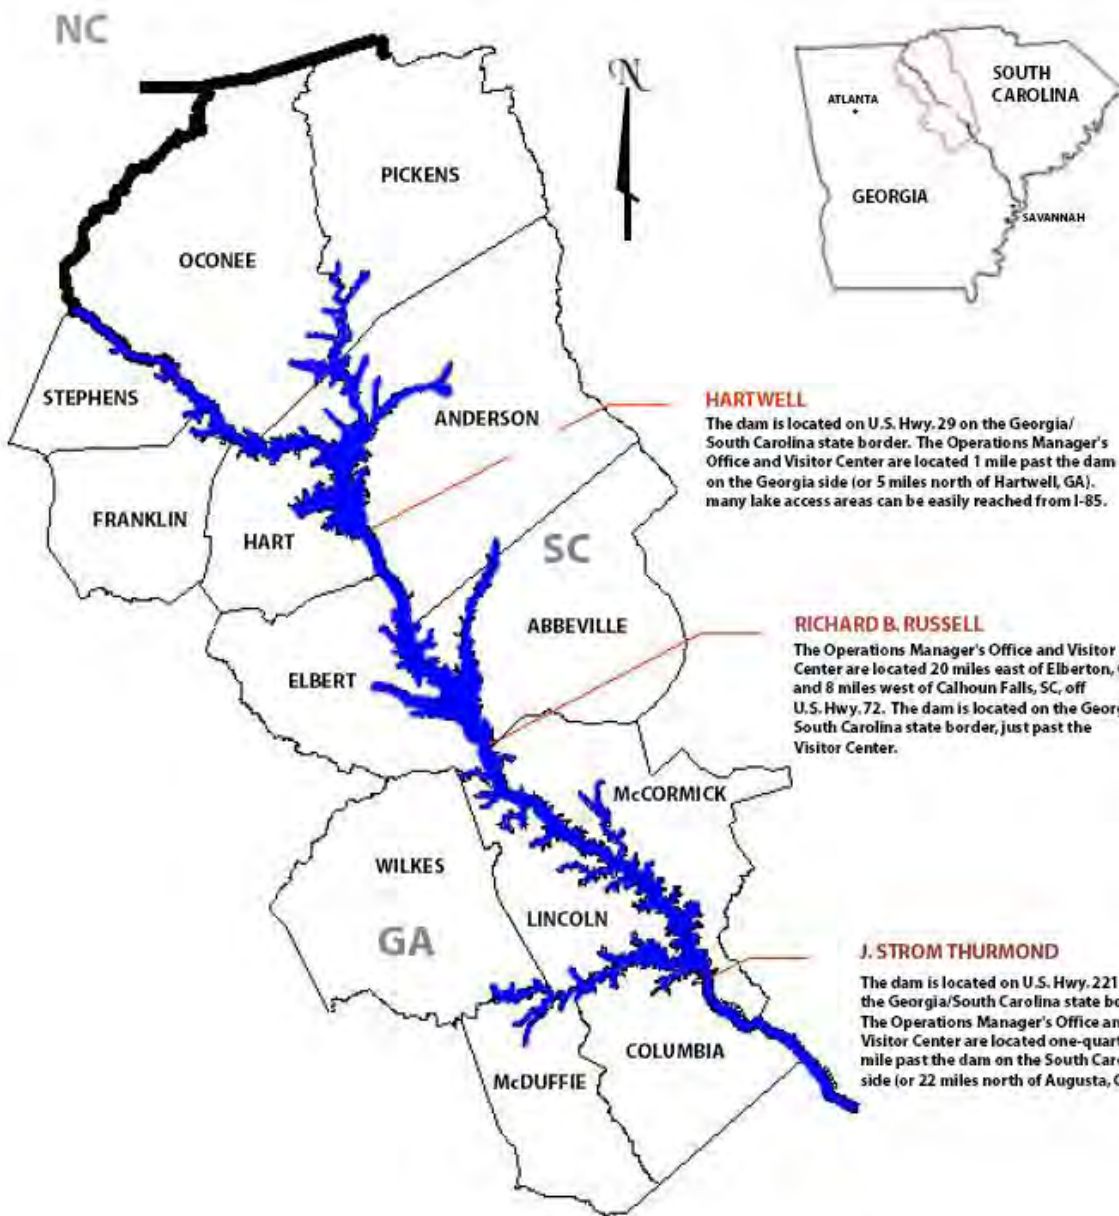 NC
N
SOUTH
CAROLINA
ATLANTA
GEORGIA
SAVANNAH
PICKENS
OCONEE
STEPHENS
ANDERSON
HARTWELL
The dam is located on U.S. Hwy. 29 on the Georgia/
South Carolina state border. The Operations Manager's
Office and Visitor Center are located 1 mile past the dam
on the Georgia side (or 5 miles north of Hartwell, GA).
many lake access areas can be easily reached from I-85.
FRANKLIN
HART
SC
ABBEVILLE
RICHARD B. RUSSELL
The Operations Manager's Office and Visitor
Center are located 20 miles east of Elberton,
and 8 miles west of Calhoun Falls, SC, off
U.S. Hwy. 72. The dam is located on the Georg
South Carolina state border, just past the
Visitor Center.
ELBERT
McCORMICK
WILKES
LINCOLN
GA
J. STROM THURMOND
The dam is located on U.S. Hwy. 221
the Georgia/South Carolina state bo
The Operations Manager's Office an
Visitor Center are located one-quart
mile past the dam on the South Caro
side (or 22 miles north of Augusta,
COLUMBIA
McDUFFIE